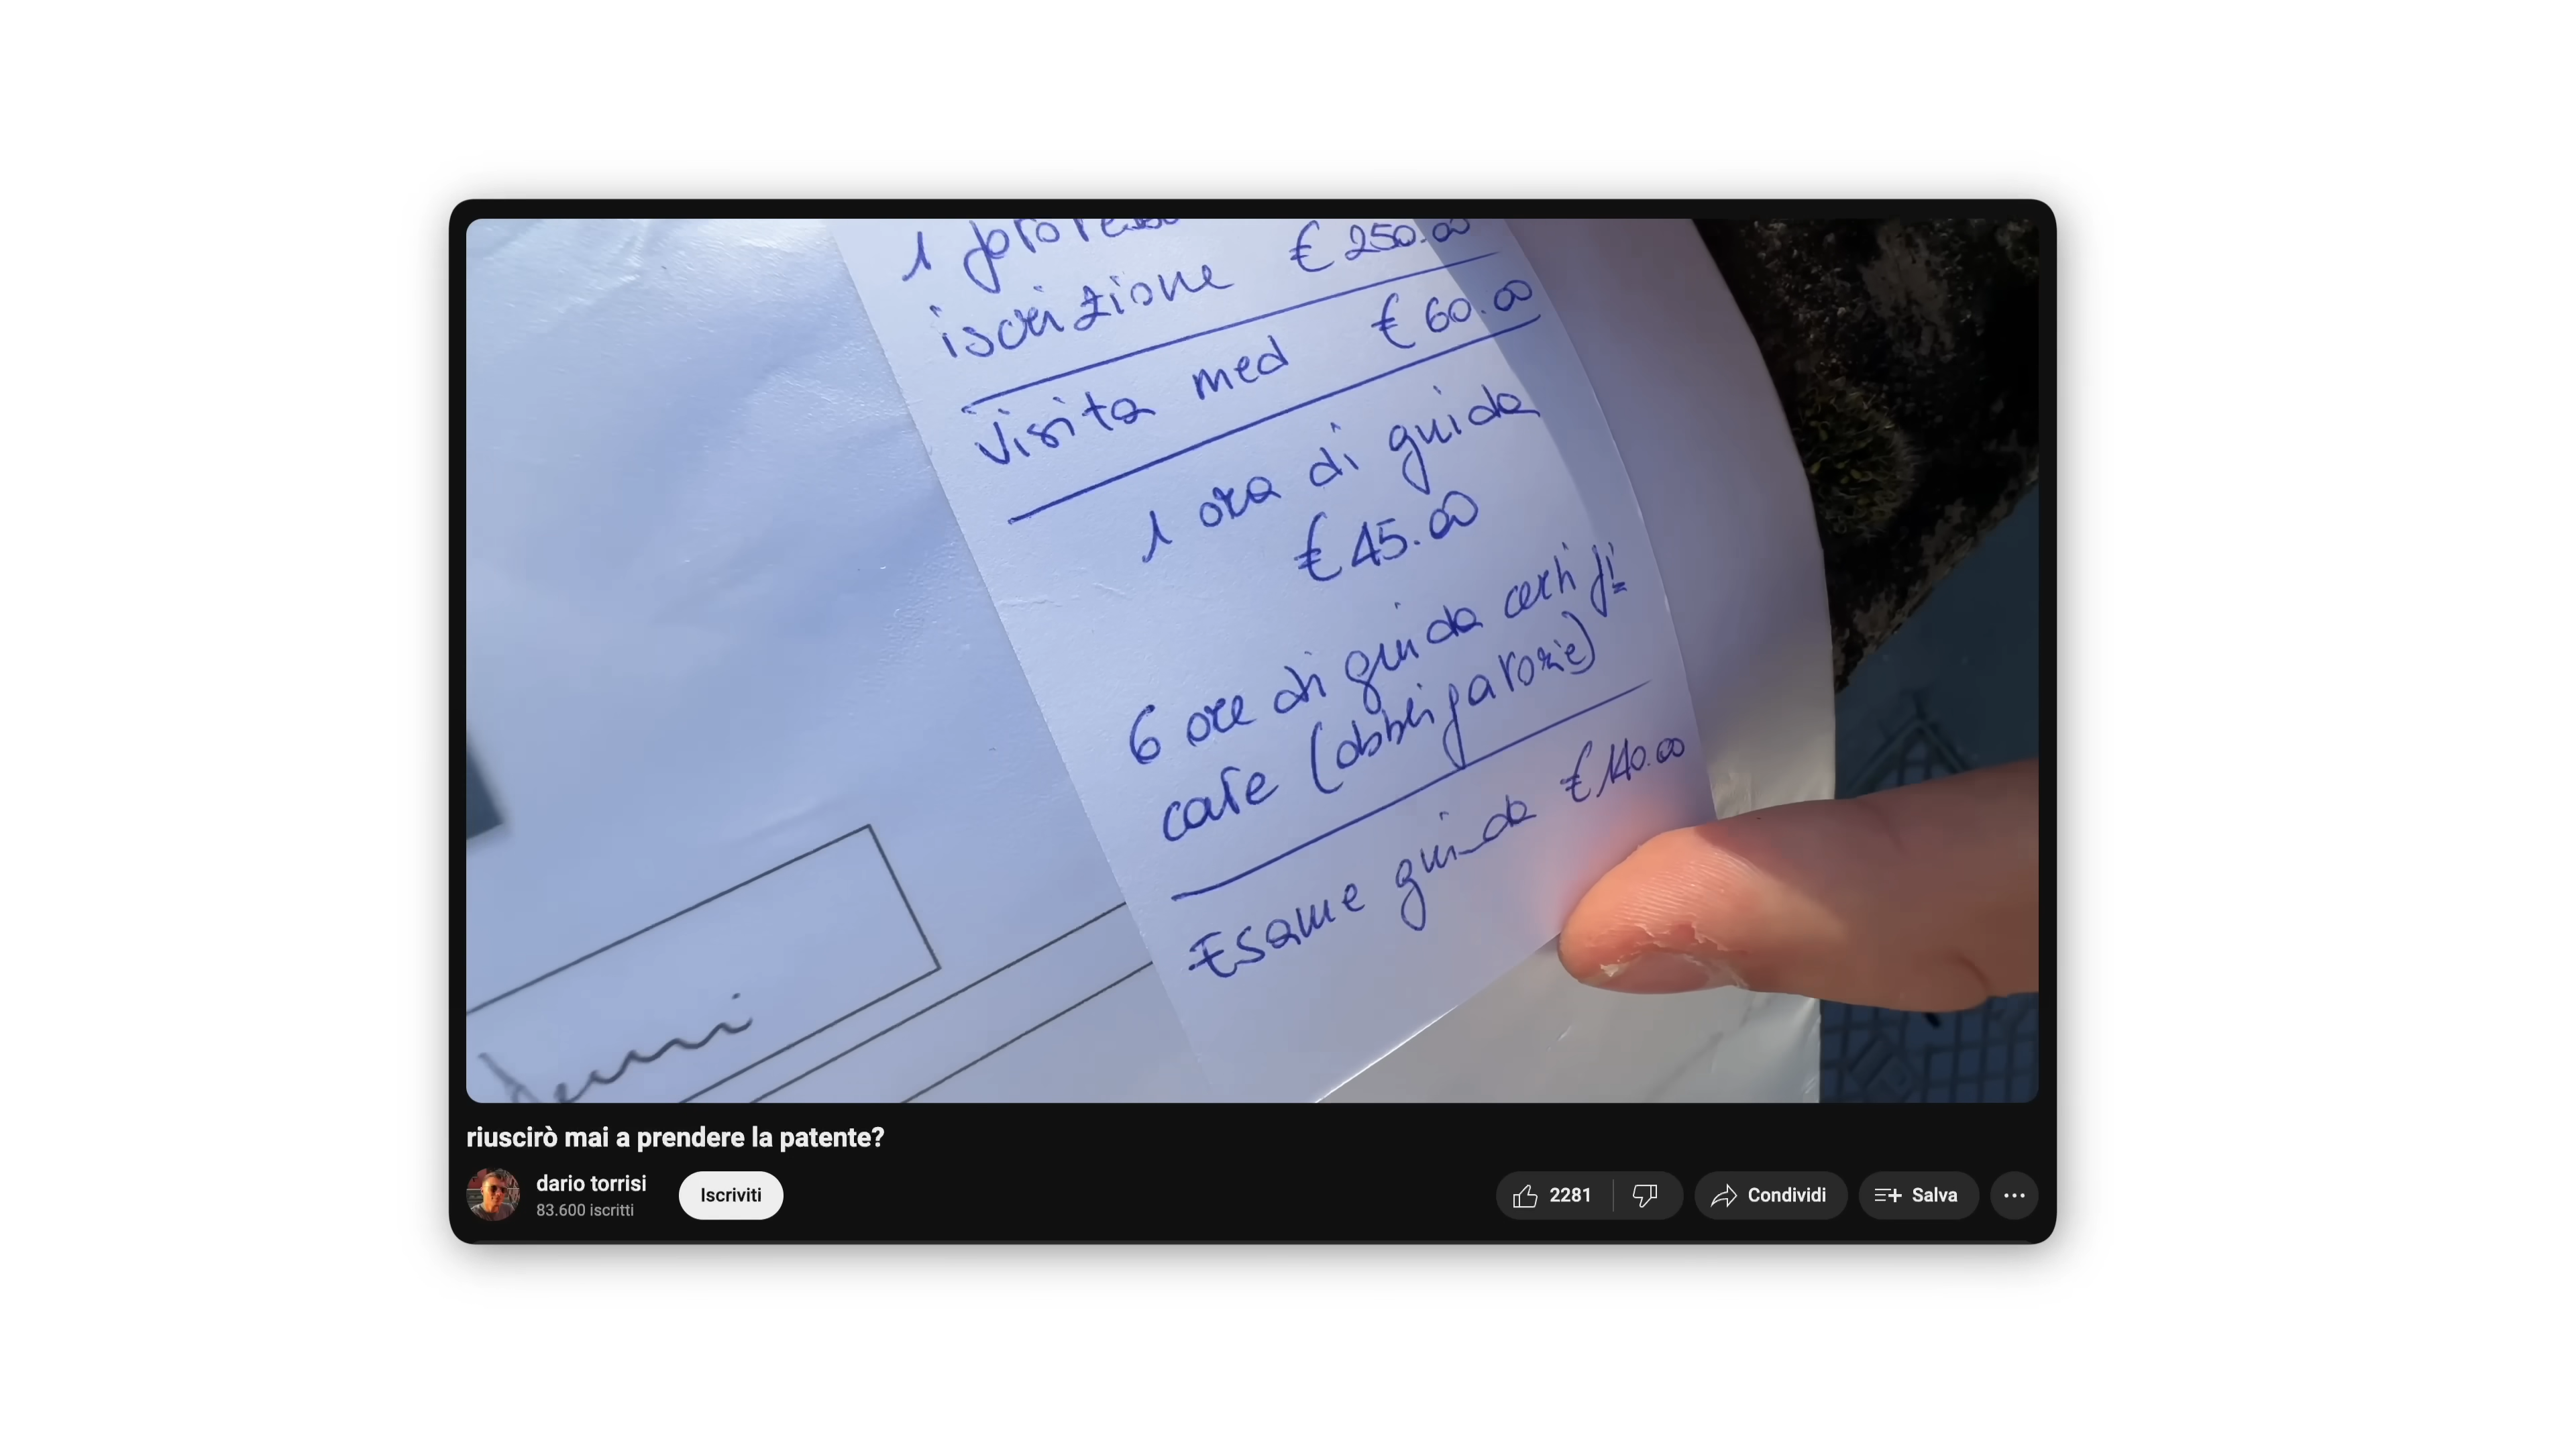 1
iscrizione € 250.00
Visita med € 60.00
1 ora di guida
€ 45.00
6 ore di guida certifi
cate (obbligatorie)
Esame guida € 140.00
riuscirò mai a prendere la patente?
dario torrisi
83.600 iscritti
Iscriviti
2281
Condividi
Salva